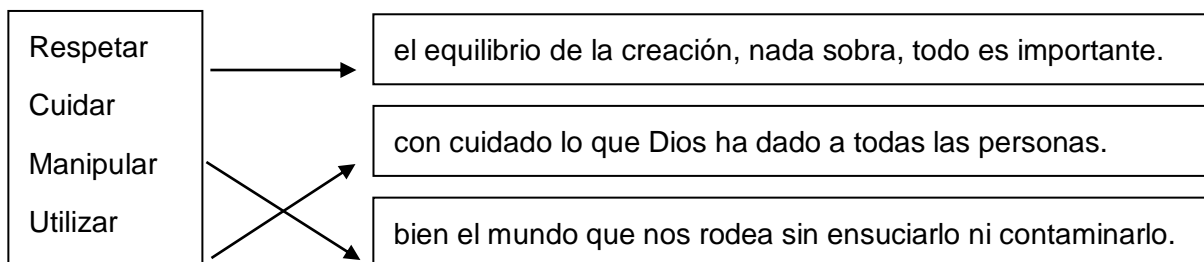 Respetar
Cuidar
Manipular
Utilizar
el equilibrio de la creación, nada sobra, todo es importante.
con cuidado lo que Dios ha dado a todas las personas.
bien el mundo que nos rodea sin ensuciarlo ni contaminarlo.